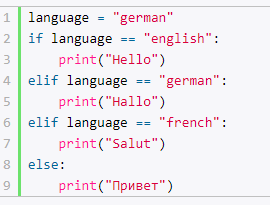 1 language = "german"
2 if language == "english":
3     print("Hello")
4 elif language == "german":
5     print("Hallo")
6 elif language == "french":
7     print("Salut")
8 else:
9     print("Привет")